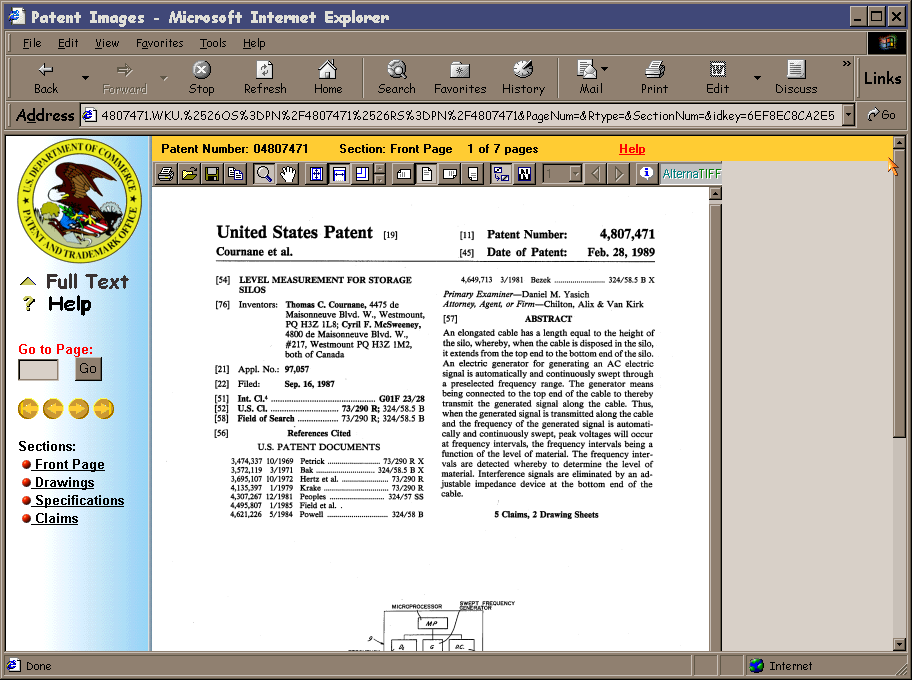 Patent Images - Microsoft Internet Explorer
File Edit View Favorites Tools Help
Back Forward Stop Refresh Home Search Favorites History Mail Print Edit Discuss » Links
Address 4807471.WKU.%2526OS%3DPN%2F4807471%2526RS%3DPN%2F4807471&PageNum=&Rtype=&SectionNum=&idkey=6EF8EC8CA2E5 Go
U.S. DEPARTMENT OF COMMERCE
PATENT AND TRADEMARK OFFICE
Full Text
? Help
Go to Page:
Go
Sections:
Front Page
Drawings
Specifications
Claims
Patent Number: 04807471 Section: Front Page 1 of 7 pages Help
1 AlternaTIFF
United States Patent [19]
Cournane et al.
[11] Patent Number: 4,807,471
[45] Date of Patent: Feb. 28, 1989
[54] LEVEL MEASUREMENT FOR STORAGE
SILOS
[76] Inventors: Thomas C. Cournane, 4475 de
Maisonneuve Blvd. W., Westmount,
PQ H3Z 1L8; Cyril F. McSweeney,
4800 de Maisonneuve Blvd. W.,
#217, Westmount PQ H3Z 1M2,
both of Canada
[21] Appl. No.: 97,057
[22] Filed: Sep. 16, 1987
[51] Int. Cl.⁴ ........................................ G01F 23/28
[52] U.S. Cl. ........................... 73/290 R; 324/58.5 B
[58] Field of Search ................ 73/290 R; 324/58.5 B
[56] References Cited
U.S. PATENT DOCUMENTS
3,474,337 10/1969 Petrick ..................... 73/290 R X
3,572,119 3/1971 Bak ......................... 324/58.5 B X
3,695,107 10/1972 Hertz et al. ................... 73/290 R
4,135,397 1/1979 Krake ........................... 73/290 R
4,307,267 12/1981 Peoples ...................... 324/57 SS
4,495,807 1/1985 Field et al. .
4,621,226 5/1984 Powell ........................ 324/58 B
4,649,713 3/1981 Bezek ....................... 324/58.5 B X
Primary Examiner—Daniel M. Yasich
Attorney, Agent, or Firm—Chilton, Alix & Van Kirk
[57] ABSTRACT
An elongated cable has a length equal to the height of
the silo, whereby, when the cable is disposed in the silo,
it extends from the top end to the bottom end of the silo.
An electric generator for generating an AC electric
signal is automatically and continuously swept through
a preselected frequency range. The generator means
being connected to the top end of the cable to thereby
transmit the generated signal along the cable. Thus,
when the generated signal is transmitted along the cable
and the frequency of the generated signal is automati-
cally and continuously swept, peak voltages will occur
at frequency intervals, the frequency intervals being a
function of the level of material. The frequency inter-
vals are detected whereby to determine the level of
material. Interference signals are eliminated by an ad-
justable impedance device at the bottom end of the
cable.
5 Claims, 2 Drawing Sheets
MICROPROCESSOR
SWEPT FREQUENCY
GENERATOR
MP
9
G P.C.
Done Internet